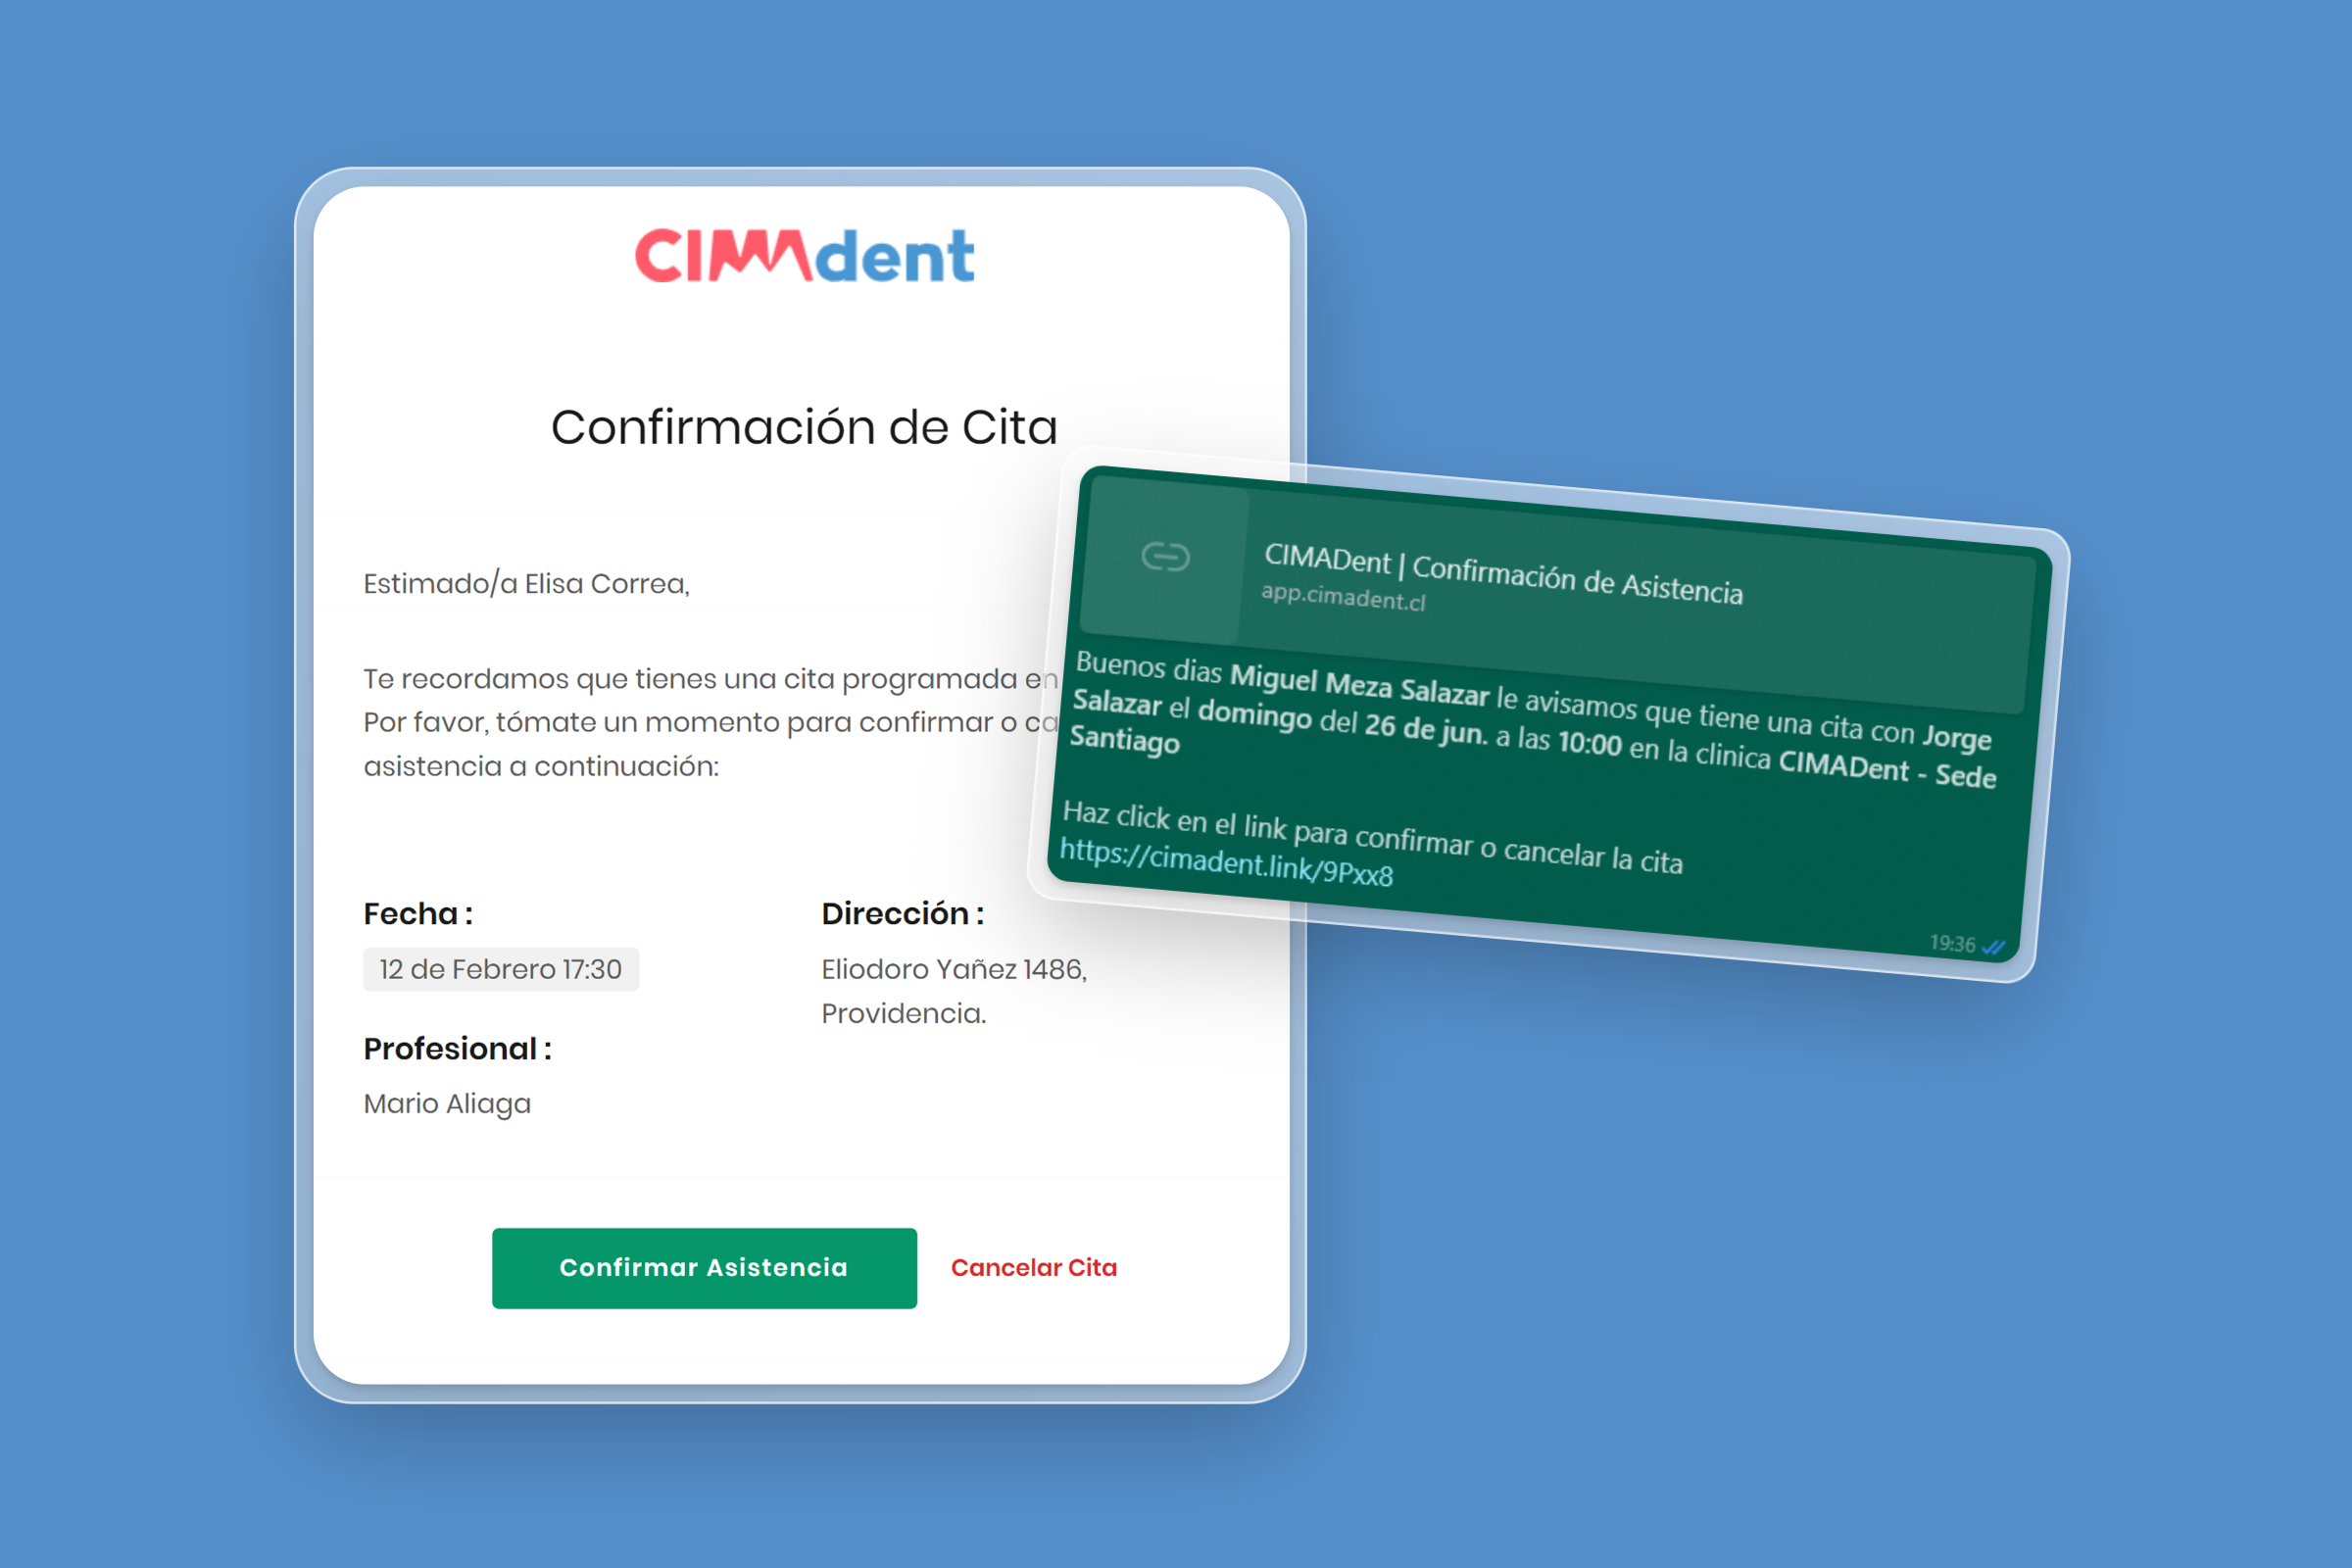 CIMAdent
Confirmación de Cita
Estimado/a Elisa Correa,
Te recordamos que tienes una cita programada en
Por favor, tómate un momento para confirmar o ca
asistencia a continuación:
Fecha :
12 de Febrero 17:30
Profesional :
Mario Aliaga
Dirección :
Eliodoro Yañez 1486,
Providencia.
Confirmar Asistencia
Cancelar Cita
CIMADent | Confirmación de Asistencia
app.cimadent.cl
Buenos dias Miguel Meza Salazar le avisamos que tiene una cita con Jorge
Salazar el domingo del 26 de jun. a las 10:00 en la clinica CIMADent - Sede
Santiago
Haz click en el link para confirmar o cancelar la cita
https://cimadent.link/9Pxx8
19:36